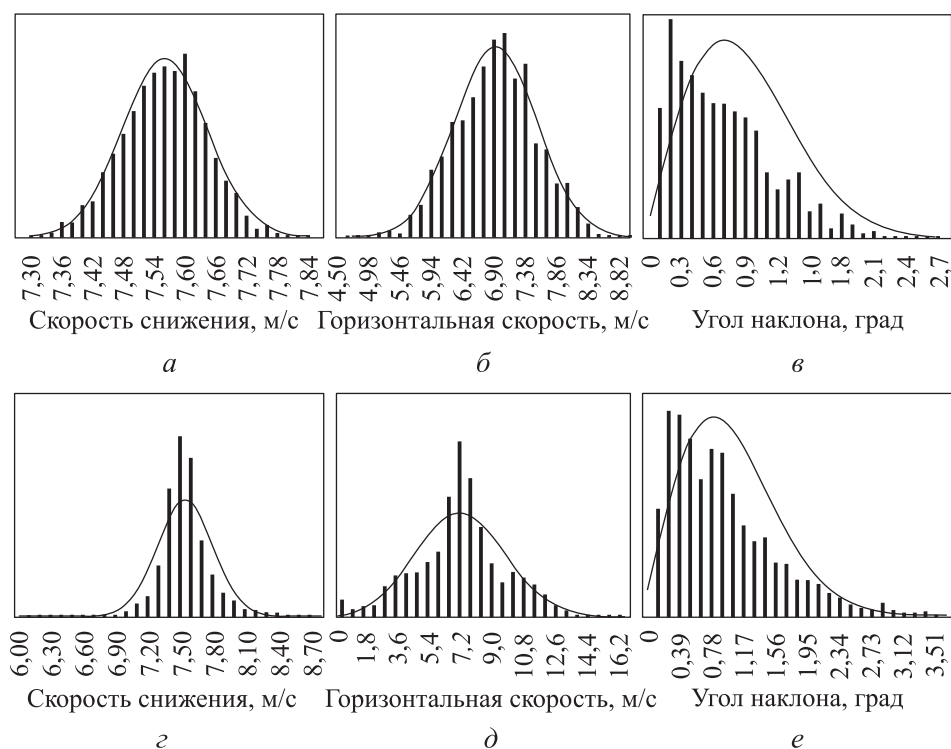 7,30 7,36 7,42 7,48 7,54 7,60 7,66 7,72 7,78 7,84
4,50 4,98 5,46 5,94 6,42 6,90 7,38 7,86 8,34 8,82
0 0,3 0,6 0,9 1,2 1,0 1,8 2,1 2,4 2,7
Скорость снижения, м/с Горизонтальная скорость, м/с Угол наклона, град
а б в
6,00 6,30 6,60 6,90 7,20 7,50 7,80 8,10 8,40 8,70
0 1,8 3,6 5,4 7,2 9,0 10,8 12,6 14,4 16,2
0 0,39 0,78 1,17 1,56 1,95 2,34 2,73 3,12 3,51
Скорость снижения, м/с Горизонтальная скорость, м/с Угол наклона, град
г д е